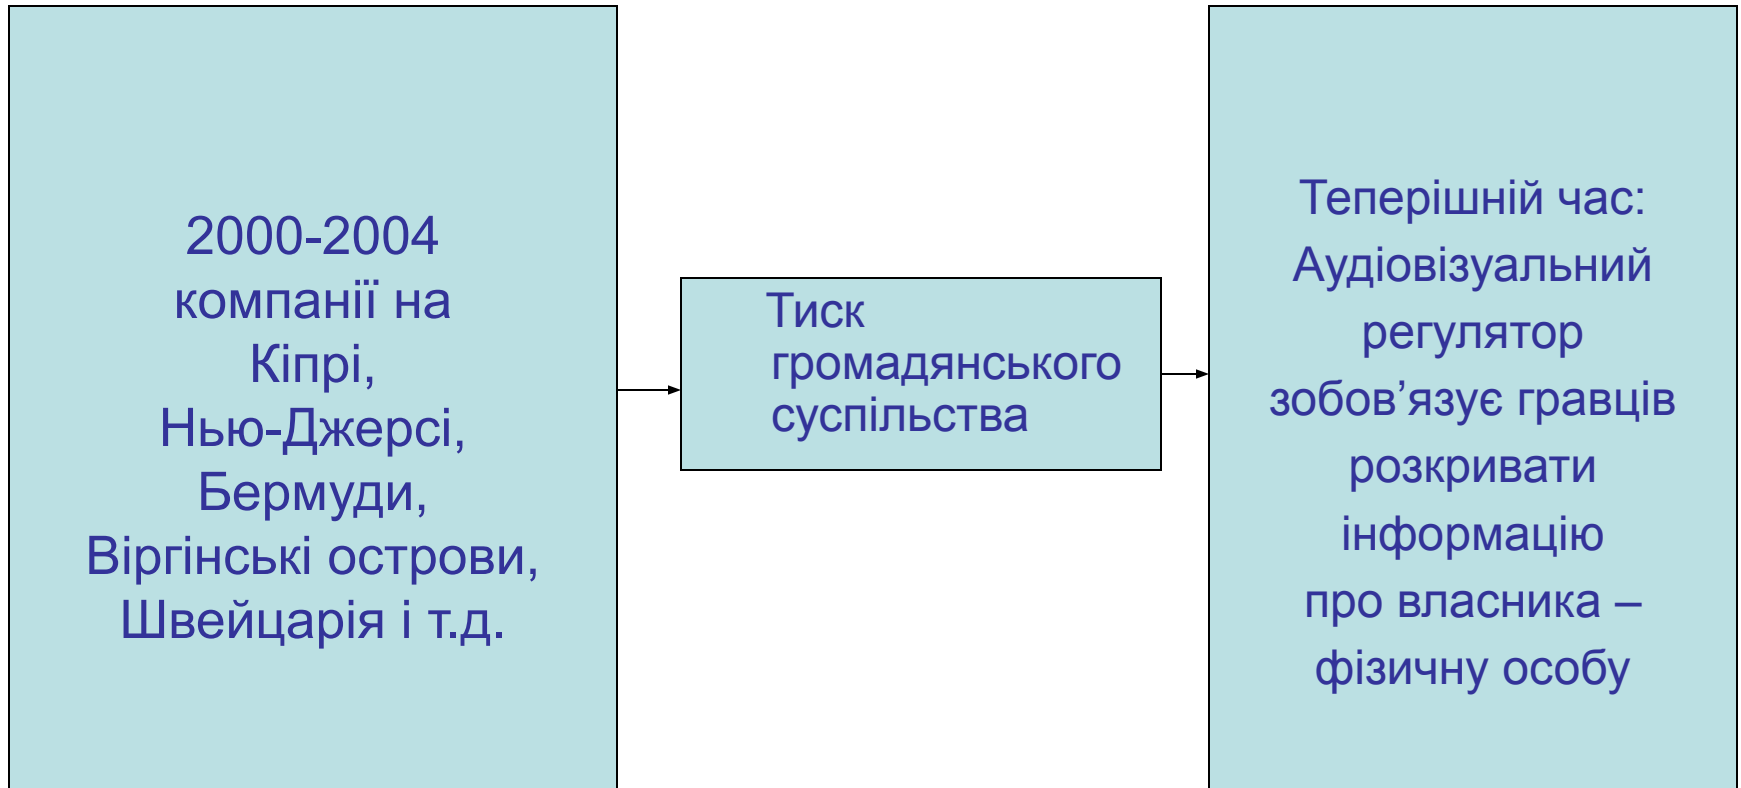 2000-2004
компанії на
Кіпрі,
Нью-Джерсі,
Бермуди,
Віргінські острови,
Швейцарія і т.д.
Тиск
громадянського
суспільства
Теперішній час:
Аудіовізуальний
регулятор
зобов’язує гравців
розкривати
інформацію
про власника –
фізичну особу